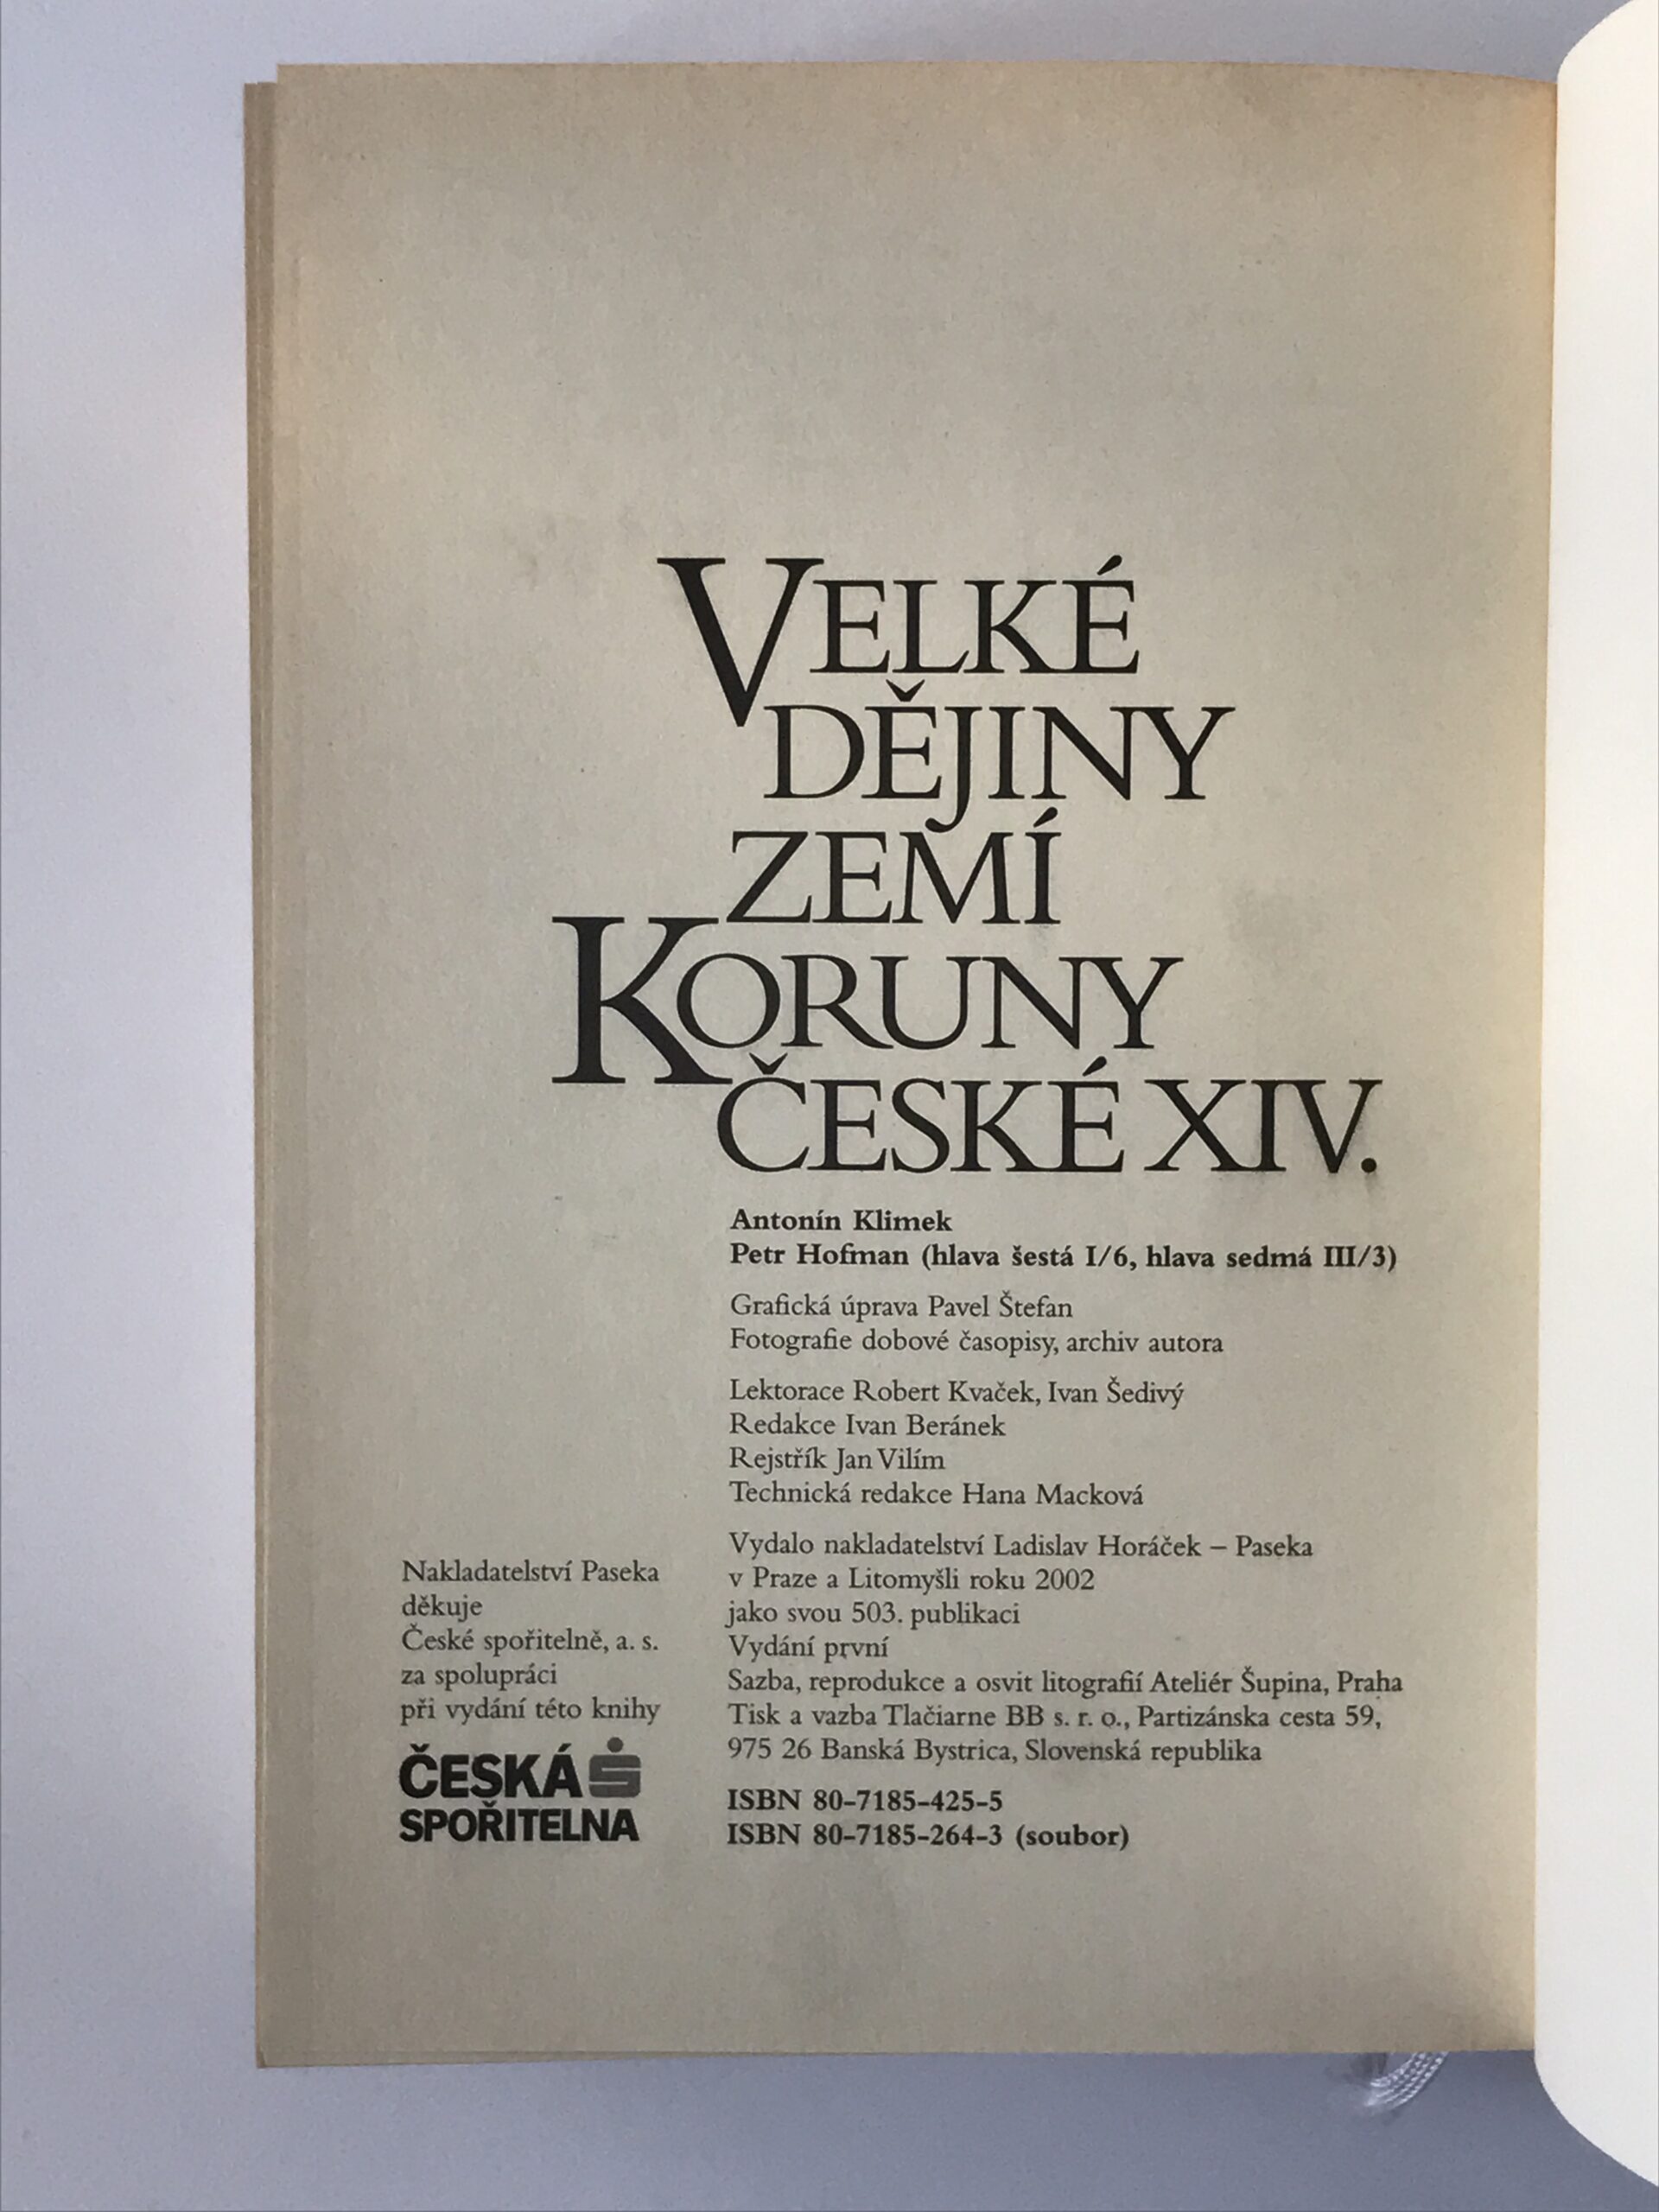 VELKÉ
DĚJINY
ZEMÍ
KORUNY
ČESKÉ XIV.
Antonín Klimek
Petr Hofman (hlava šestá I/6, hlava sedmá III/3)
Grafická úprava Pavel Štefan
Fotografie dobové časopisy, archiv autora
Lektorace Robert Kvaček, Ivan Šedivý
Redakce Ivan Beránek
Rejstřík Jan Vilím
Technická redakce Hana Macková
Vydalo nakladatelství Ladislav Horáček – Paseka
v Praze a Litomyšli roku 2002
jako svou 503. publikaci
Vydání první
Sazba, reprodukce a osvit litografií Ateliér Šupina, Praha
Tisk a vazba Tlačiarne BB s. r. o., Partizánska cesta 59,
975 26 Banská Bystrica, Slovenská republika
ISBN 80-7185-425-5
ISBN 80-7185-264-3 (soubor)
Nakladatelství Paseka
děkuje
České spořitelně, a. s.
za spolupráci
při vydání této knihy
ČESKÁ
SPOŘITELNA